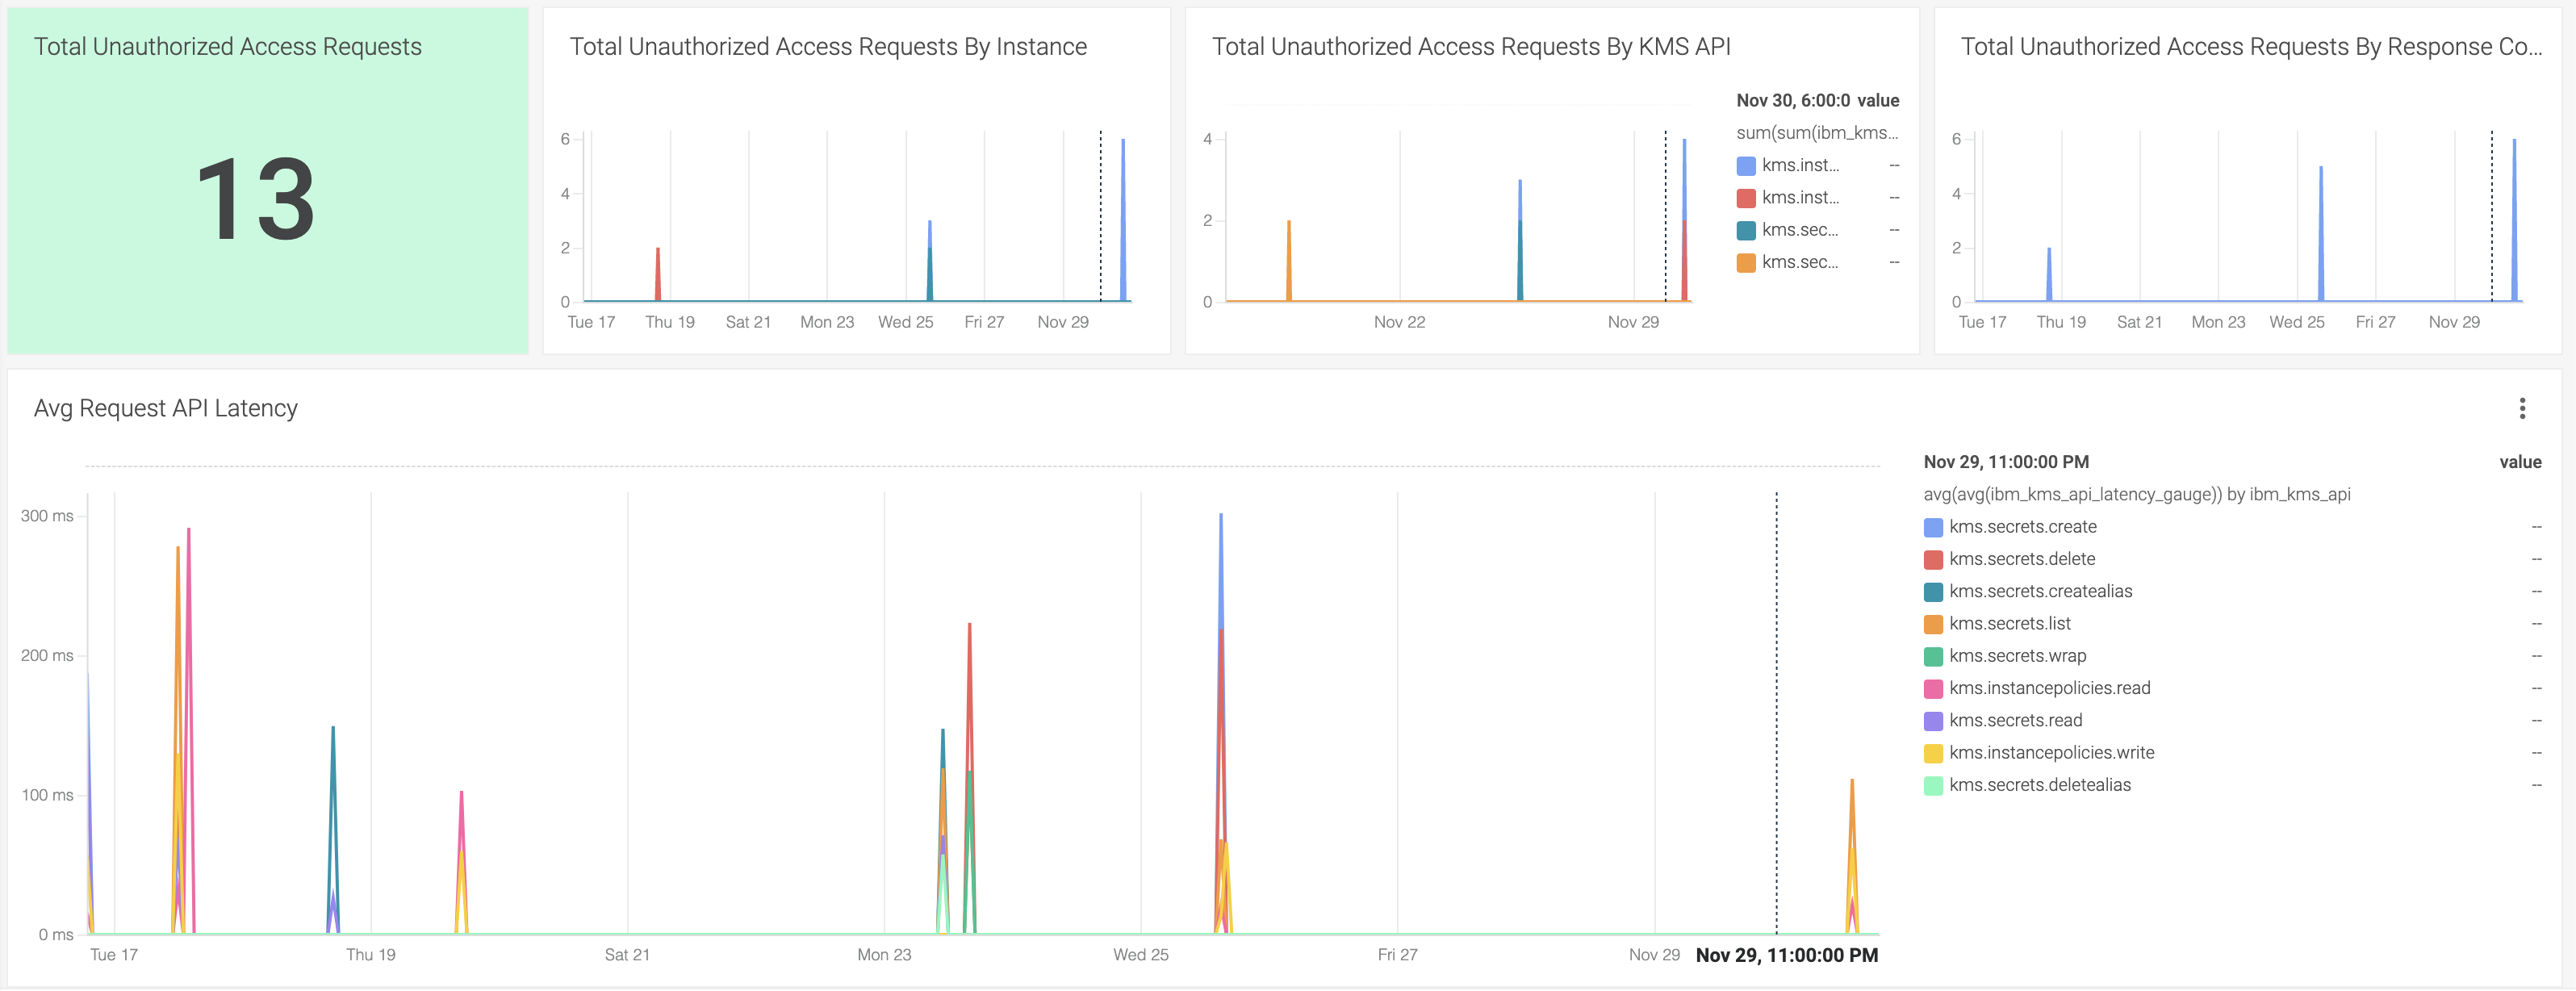 Total Unauthorized Access Requests
13
Total Unauthorized Access Requests By Instance
6
4
2
0
Tue 17 Thu 19 Sat 21 Mon 23 Wed 25 Fri 27 Nov 29
Total Unauthorized Access Requests By KMS API
4
2
0
Nov 22 Nov 29
Nov 30, 6:00:0 value
sum(sum(ibm_kms...
kms.inst... --
kms.inst... --
kms.sec... --
kms.sec... --
Total Unauthorized Access Requests By Response Co...
6
4
2
0
Tue 17 Thu 19 Sat 21 Mon 23 Wed 25 Fri 27 Nov 29
Avg Request API Latency
300 ms
200 ms
100 ms
0 ms
Tue 17 Thu 19 Sat 21 Mon 23 Wed 25 Fri 27 Nov 29 Nov 29, 11:00:00 PM
Nov 29, 11:00:00 PM value
avg(avg(ibm_kms_api_latency_gauge)) by ibm_kms_api
kms.secrets.create --
kms.secrets.delete --
kms.secrets.createalias --
kms.secrets.list --
kms.secrets.wrap --
kms.instancepolicies.read --
kms.secrets.read --
kms.instancepolicies.write --
kms.secrets.deletealias --